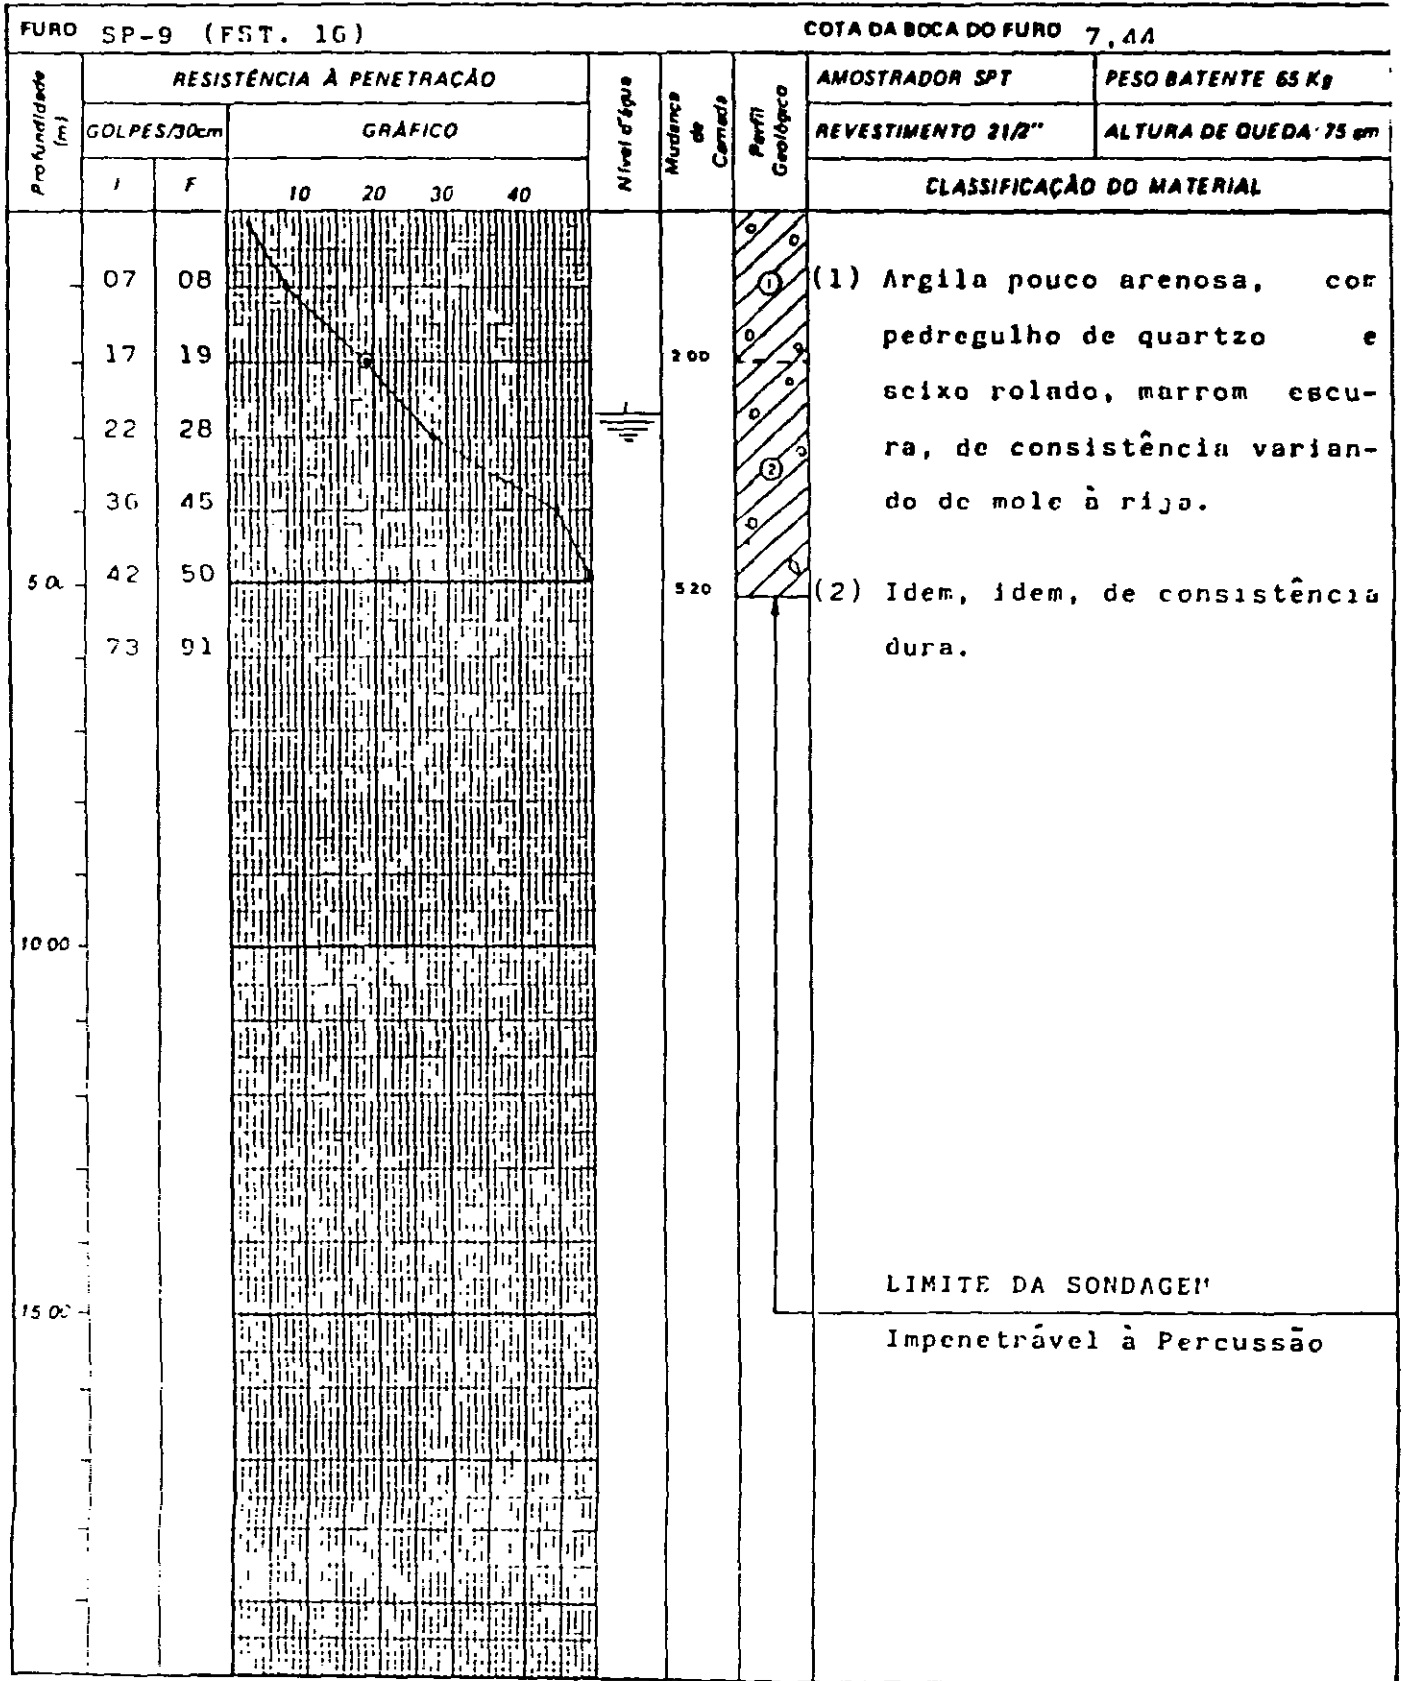 FURO SP-9 (EST. 16) COTA DA BOCA DO FURO 7,44
Profundidade (m)
RESISTÊNCIA À PENETRAÇÃO
GOLPES/30cm GRÁFICO
I F 10 20 30 40
Nível d'água
Mudança de Camada
Perfil Geológico
AMOSTRADOR SPT PESO BATENTE 65 Kg
REVESTIMENTO 21/2" ALTURA DE QUEDA 75 cm
CLASSIFICAÇÃO DO MATERIAL
07 08
17 19
22 28
36 45
42 50
73 91
10 00
15 00
2 00
5 20
1
2
(1) Argila pouco arenosa, com
pedregulho de quartzo e
seixo rolado, marrom escu-
ra, de consistência varian-
do de mole à rija.
(2) Idem, idem, de consistência
dura.
LIMITE DA SONDAGEM
Impenetrável à Percussão